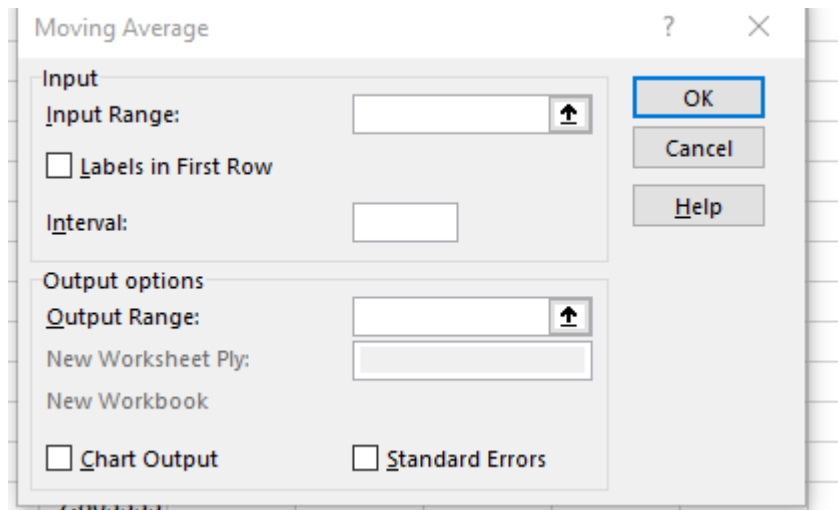 Moving Average ? ×
Input
Input Range:
Labels in First Row
Interval:
OK
Cancel
Help
Output options
Output Range:
New Worksheet Ply:
New Workbook
Chart Output
Standard Errors